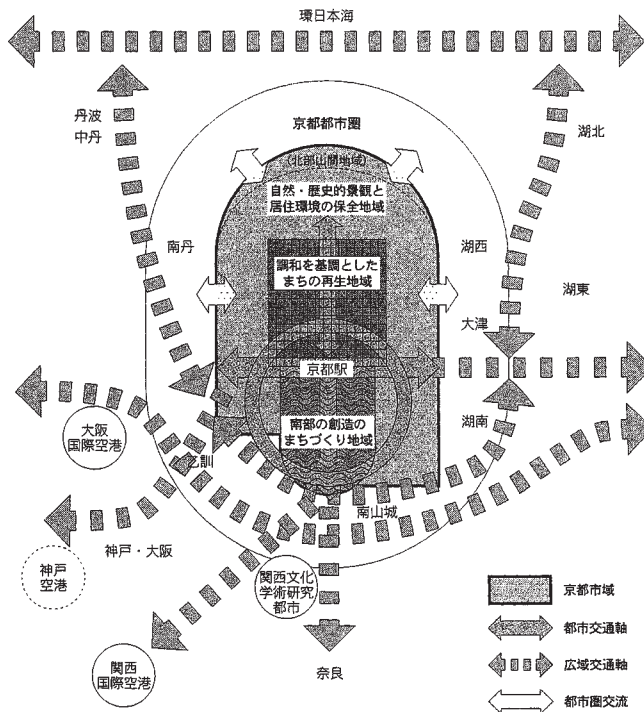 環日本海
丹波
中丹
湖北
京都都市圏
(北部山間地域)
自然・歴史的景観と
居住環境の保全地域
南丹
湖西
調和を基調とした
まちの再生地域
湖東
大津
京都駅
大阪
国際空港
湖南
南部の創造の
まちづくり地域
乙訓
南山城
神戸・大阪
神戸
空港
関西文化
学術研究
都市
関西
国際空港
奈良
京都市域
都市交通軸
広域交通軸
都市圏交流